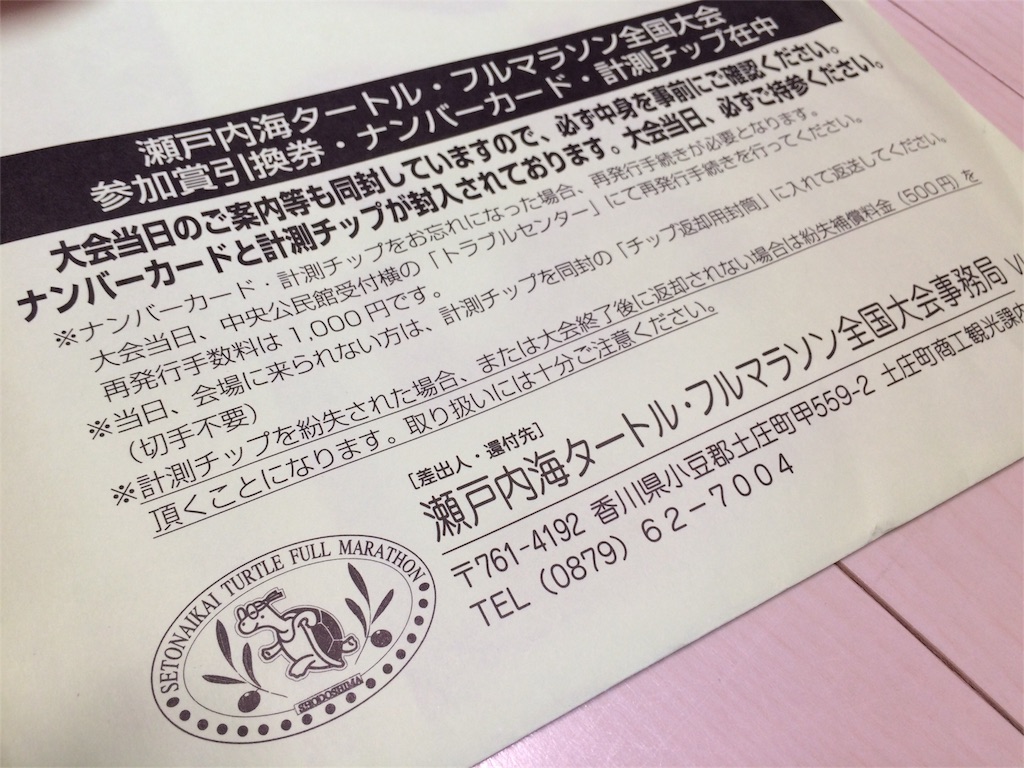 瀬戸内海タートル・フルマラソン全国大会
参加賞引換券・ナンバーカード・計測チップ在中
大会当日のご案内等も同封していますので、必ず中身を事前にご確認ください。
ナンバーカードと計測チップが封入されております。大会当日、必ずご持参ください。
※ナンバーカード・計測チップをお忘れになった場合、再発行手続きが必要となります。
大会当日、中央公民館受付横の「トラブルセンター」にて再発行手続きを行ってください。
再発行手数料は1,000円です。
※当日、会場に来られない方は、計測チップを同封の「チップ返却用封筒」に入れて返送してください。
（切手不要）
※計測チップを紛失された場合、または大会終了後に返却されない場合は紛失補償料金（500円）を
頂くことになります。取り扱いには十分ご注意ください。
［差出人・還付先］
瀬戸内海タートル・フルマラソン全国大会事務局
〒761-4192 香川県小豆郡土庄町甲559-2 土庄町商工観光課内
TEL（0879）62-7004
SETONAIKAI TURTLE FULL MARATHON
SHODOSHIMA